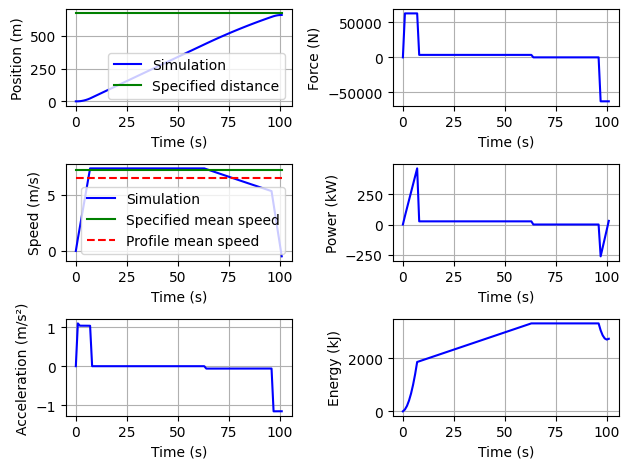 Position (m)
500
250
0
Simulation
Specified distance
0 25 50 75 100
Time (s)
Force (N)
50000
0
−50000
0 25 50 75 100
Time (s)
Speed (m/s)
5
0
Simulation
Specified mean speed
Profile mean speed
0 25 50 75 100
Time (s)
Power (kW)
250
0
−250
0 25 50 75 100
Time (s)
Acceleration (m/s²)
1
0
−1
0 25 50 75 100
Time (s)
Energy (kJ)
2000
0
0 25 50 75 100
Time (s)